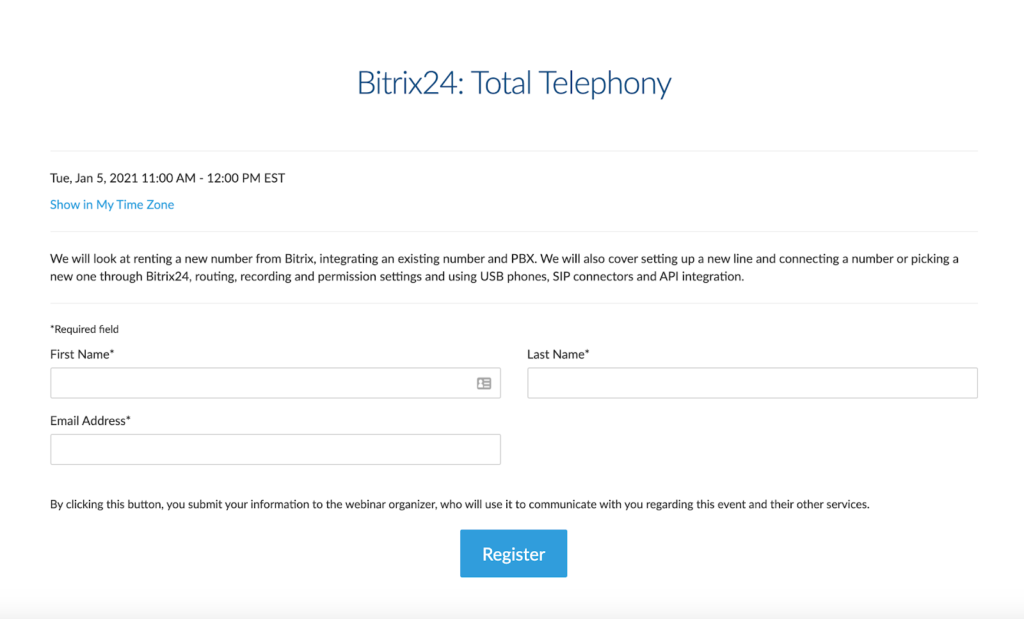 Bitrix24: Total Telephony
Tue, Jan 5, 2021 11:00 AM - 12:00 PM EST
Show in My Time Zone
We will look at renting a new number from Bitrix, integrating an existing number and PBX. We will also cover setting up a new line and connecting a number or picking a
new one through Bitrix24, routing, recording and permission settings and using USB phones, SIP connectors and API integration.
*Required field
First Name*
Last Name*
Email Address*
By clicking this button, you submit your information to the webinar organizer, who will use it to communicate with you regarding this event and their other services.
Register